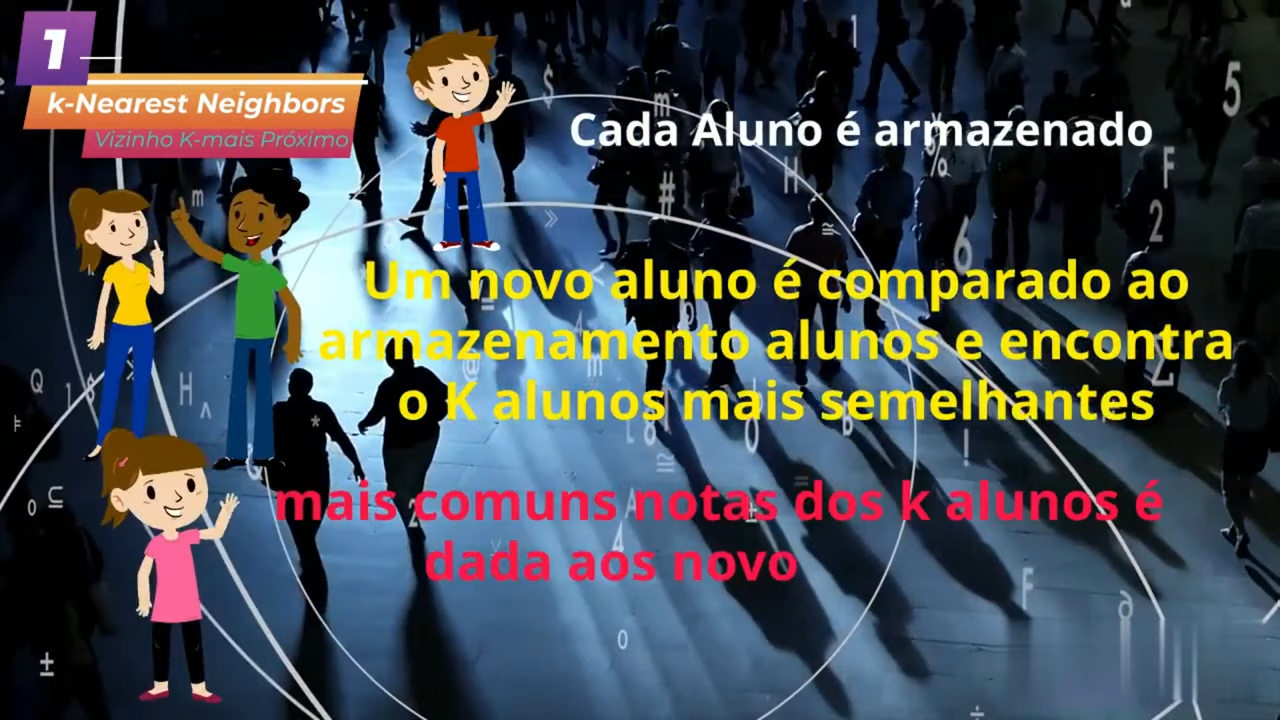 1
k-Nearest Neighbors
Vizinho K-mais Próximo
Cada Aluno é armazenado
Um novo aluno é comparado ao
armazenamento alunos e encontra
o K alunos mais semelhantes
mais comuns notas dos k alunos é
dada aos novo